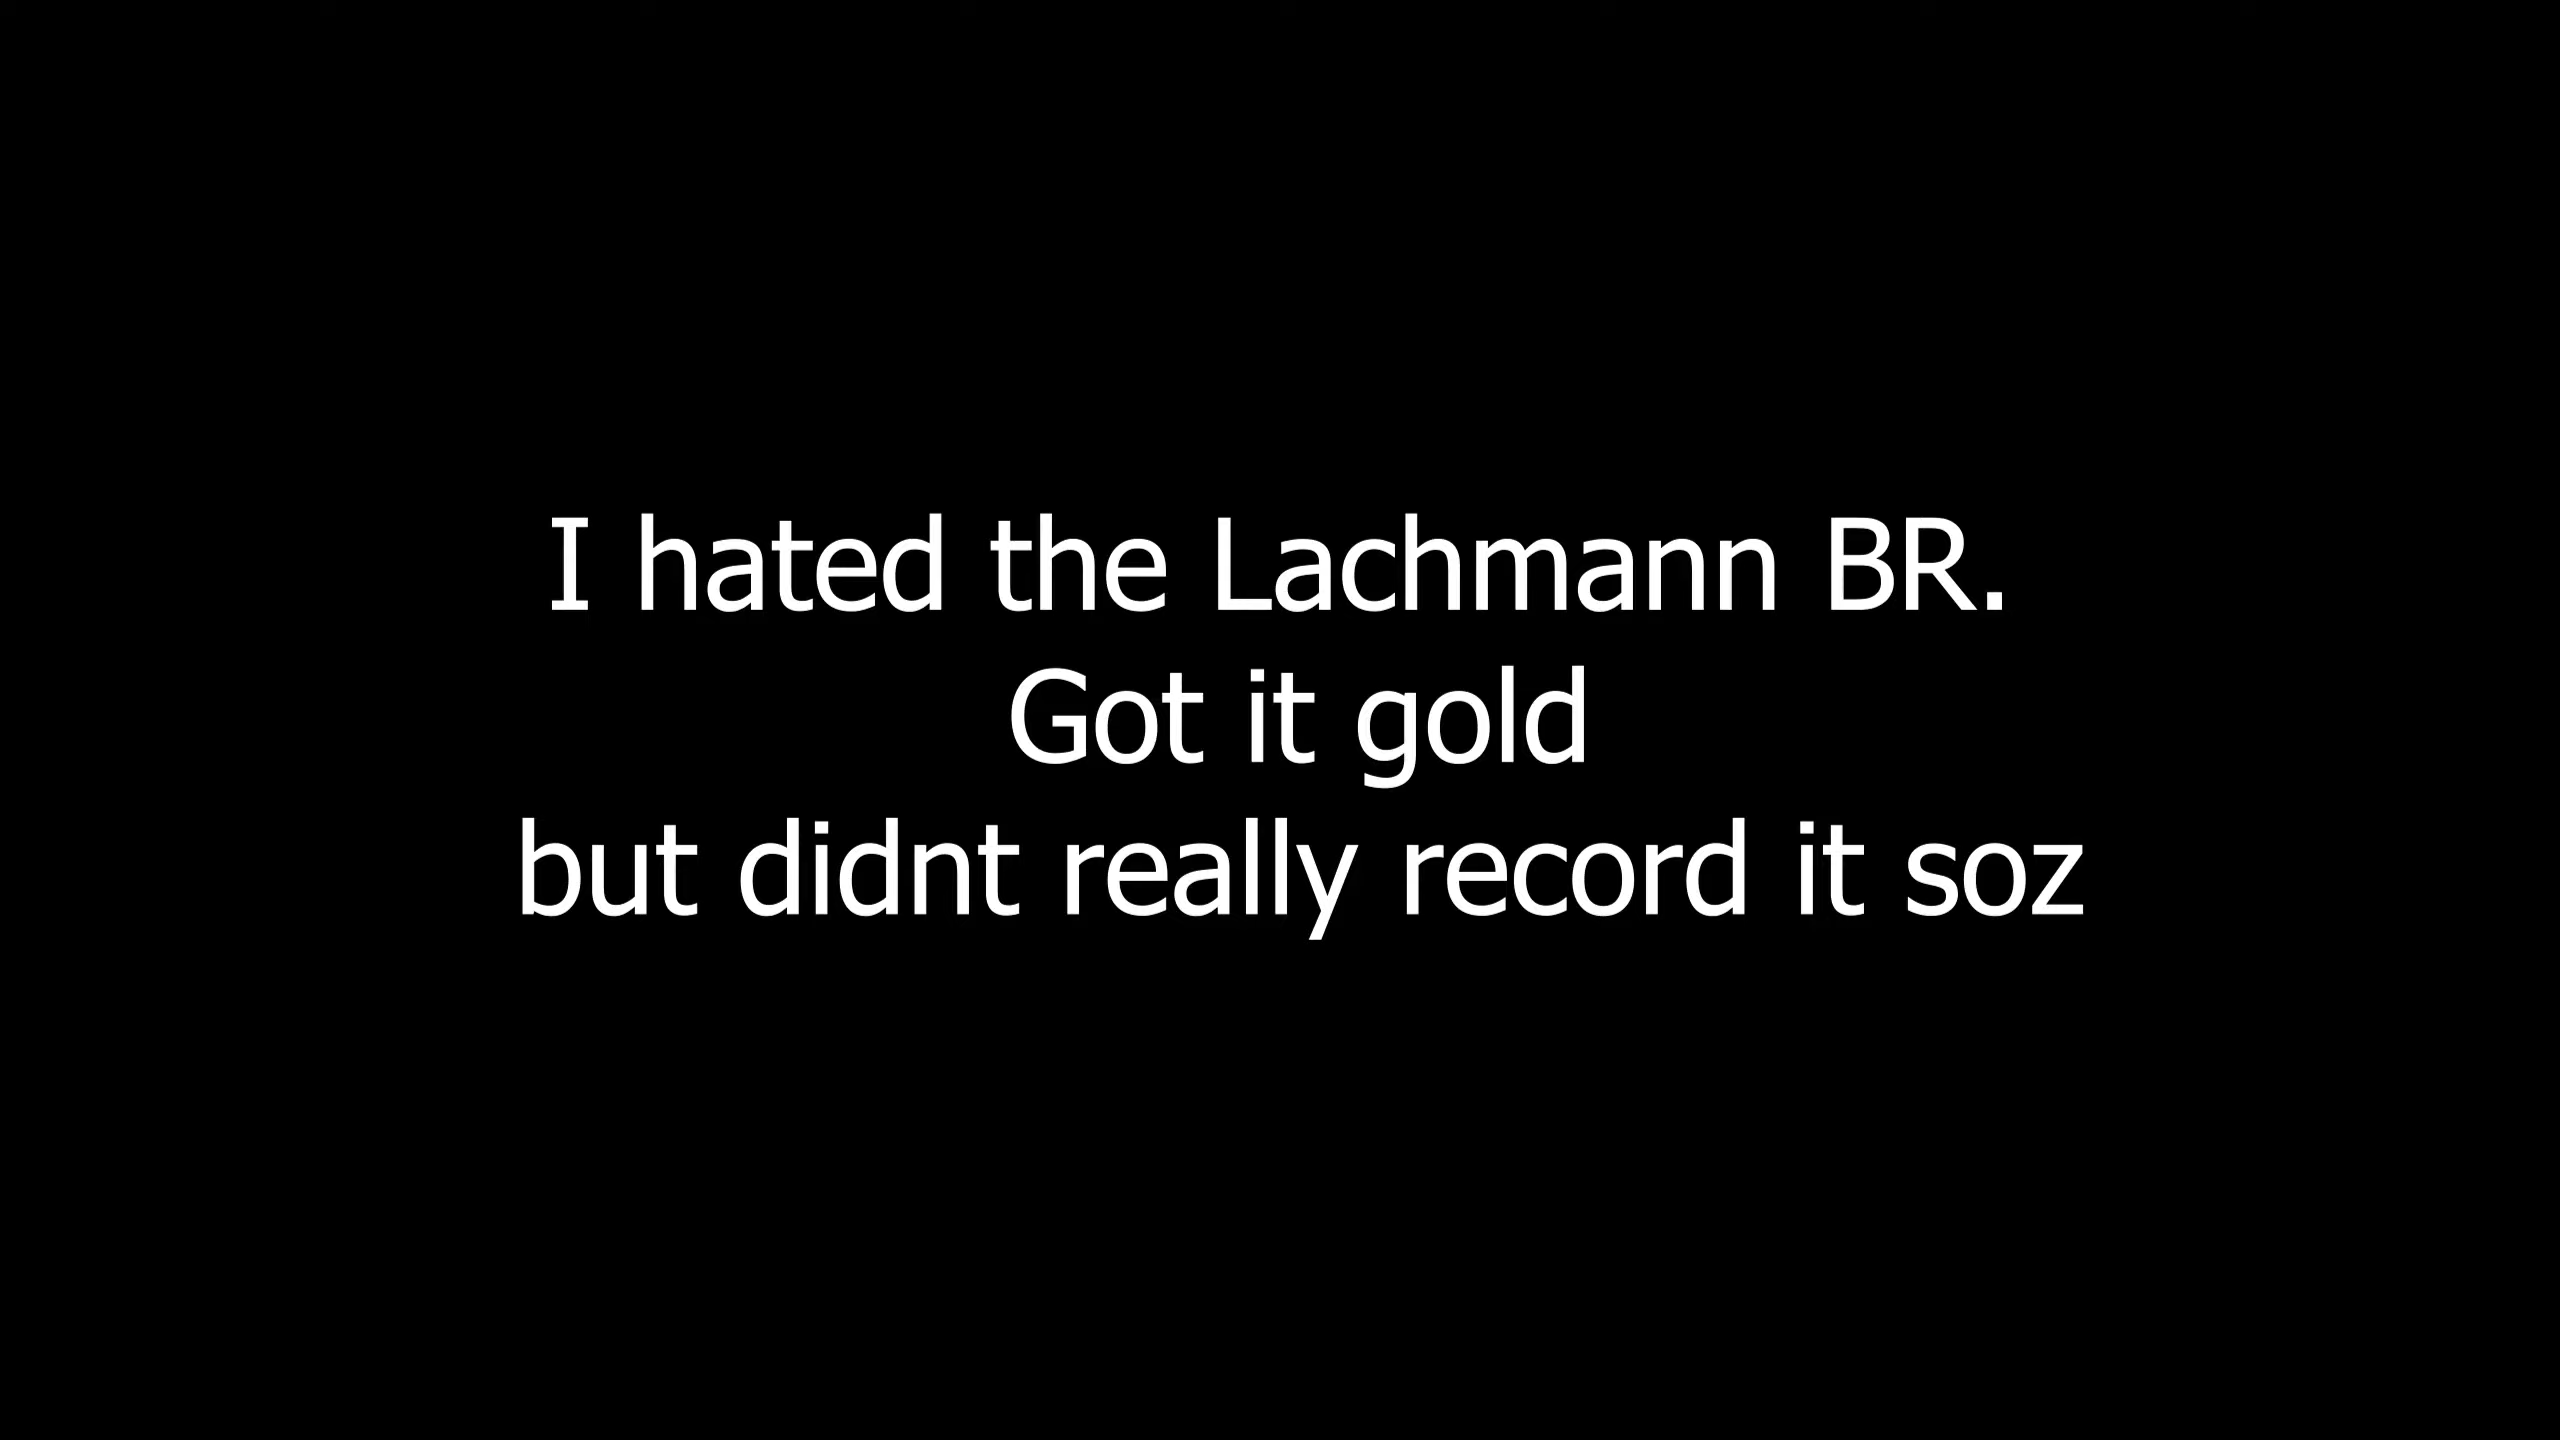 I hated the Lachmann BR.
Got it gold
but didnt really record it soz